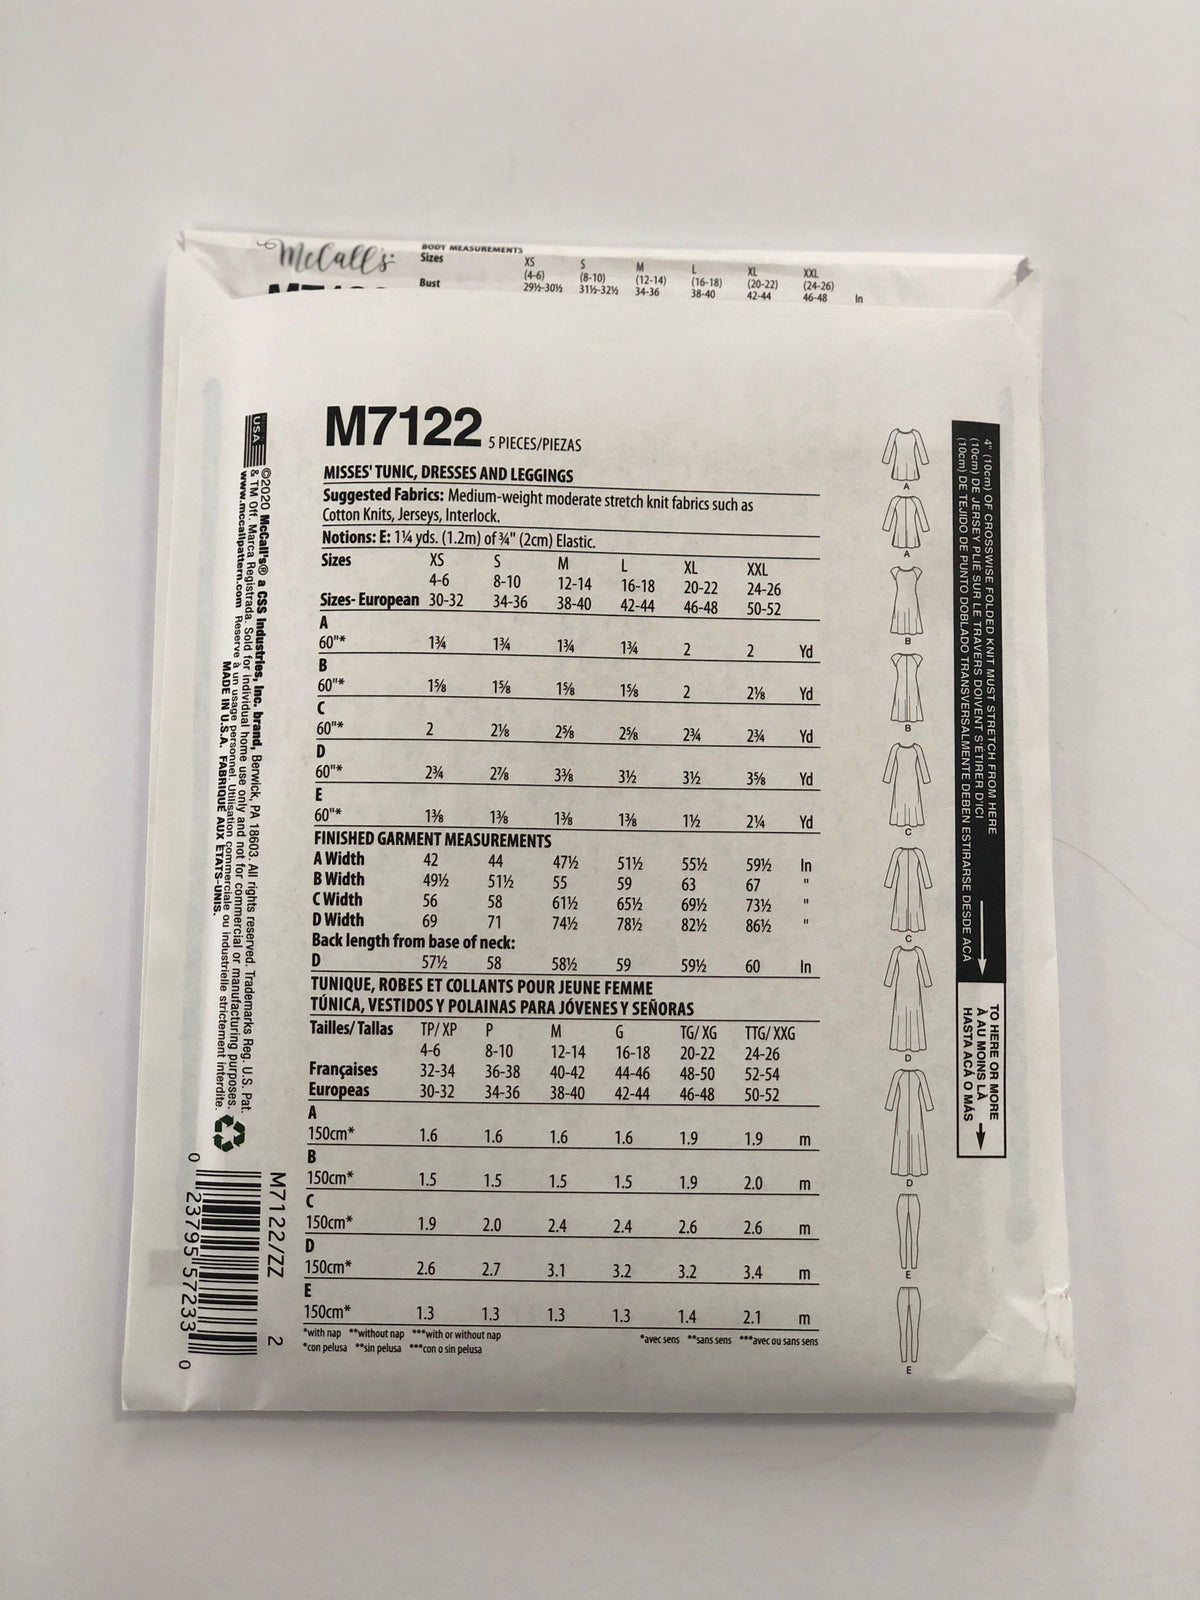 McCall's
BODY MEASUREMENTS
Sizes XS S M L XL XXL
(4-6) (8-10) (12-14) (16-18) (20-22) (24-26)
Bust 29½-30½ 31½-32½ 34-36 38-40 42-44 46-48 In
M7122 5 PIECES/PIEZAS
MISSES' TUNIC, DRESSES AND LEGGINGS
Suggested Fabrics: Medium-weight moderate stretch knit fabrics such as
Cotton Knits, Jerseys, Interlock.
Notions: E: 1¼ yds. (1.2m) of ¾" (2cm) Elastic.
Sizes XS S M L XL XXL
4-6 8-10 12-14 16-18 20-22 24-26
Sizes- European 30-32 34-36 38-40 42-44 46-48 50-52
A
60"* 1¾ 1¾ 1¾ 1¾ 2 2 Yd
B
60"* 1⅝ 1⅝ 1⅝ 1⅝ 2 2⅛ Yd
C
60"* 2 2⅛ 2⅝ 2⅝ 2¾ 2¾ Yd
D
60"* 2¾ 2⅞ 3⅜ 3½ 3½ 3⅝ Yd
E
60"* 1⅜ 1⅜ 1⅜ 1⅜ 1½ 2¼ Yd
FINISHED GARMENT MEASUREMENTS
A Width 42 44 47½ 51½ 55½ 59½ In
B Width 49½ 51½ 55 59 63 67 "
C Width 56 58 61½ 65½ 69½ 73½ "
D Width 69 71 74½ 78½ 82½ 86½ "
Back length from base of neck:
D 57½ 58 58½ 59 59½ 60 In
TUNIQUE, ROBES ET COLLANTS POUR JEUNE FEMME
TÚNICA, VESTIDOS Y POLAINAS PARA JÓVENES Y SEÑORAS
Tailles/ Tallas TP/ XP P M G TG/ XG TTG/ XXG
4-6 8-10 12-14 16-18 20-22 24-26
Françaises 32-34 36-38 40-42 44-46 48-50 52-54
Europeas 30-32 34-36 38-40 42-44 46-48 50-52
A
150cm* 1.6 1.6 1.6 1.6 1.9 1.9 m
B
150cm* 1.5 1.5 1.5 1.5 1.9 2.0 m
C
150cm* 1.9 2.0 2.4 2.4 2.6 2.6 m
D
150cm* 2.6 2.7 3.1 3.2 3.2 3.4 m
E
150cm* 1.3 1.3 1.3 1.3 1.4 2.1 m
*with nap **without nap ***with or without nap *avec sens **sans sens ***avec ou sans sens
*con pelusa **sin pelusa ***con o sin pelusa
A
A
B
B
C
C
D
D
E
E
4" (10cm) OF CROSSWISE FOLDED KNIT MUST STRETCH FROM HERE
(10cm) DE JERSEY PLIÉ SUR LE TRAVERS DOIVENT S'ÉTIRER D'ICI
(10cm) DE TEJIDO DE PUNTO DOBLADO TRANSVERSALMENTE DEBEN ESTIRARSE DESDE ACÁ
TO HERE OR MORE
À AU MOINS LÀ
HASTA ACÁ O MÁS
USA
©2020 McCall's® a CSS Industries, Inc. brand, Berwick, PA 18603. All rights reserved. Trademarks Reg. U.S. Pat.
& TM Off. Marca Registrada. Sold for individual home use only and not for commercial or manufacturing purposes.
www.mccallpattern.com Reservé à un usage personnel. Utilisation commerciale ou industrielle strictement interdite.
MADE IN U.S.A. FABRIQUÉ AUX ETATS-UNIS.
M7122/ZZ 2
0 23795 57233 0